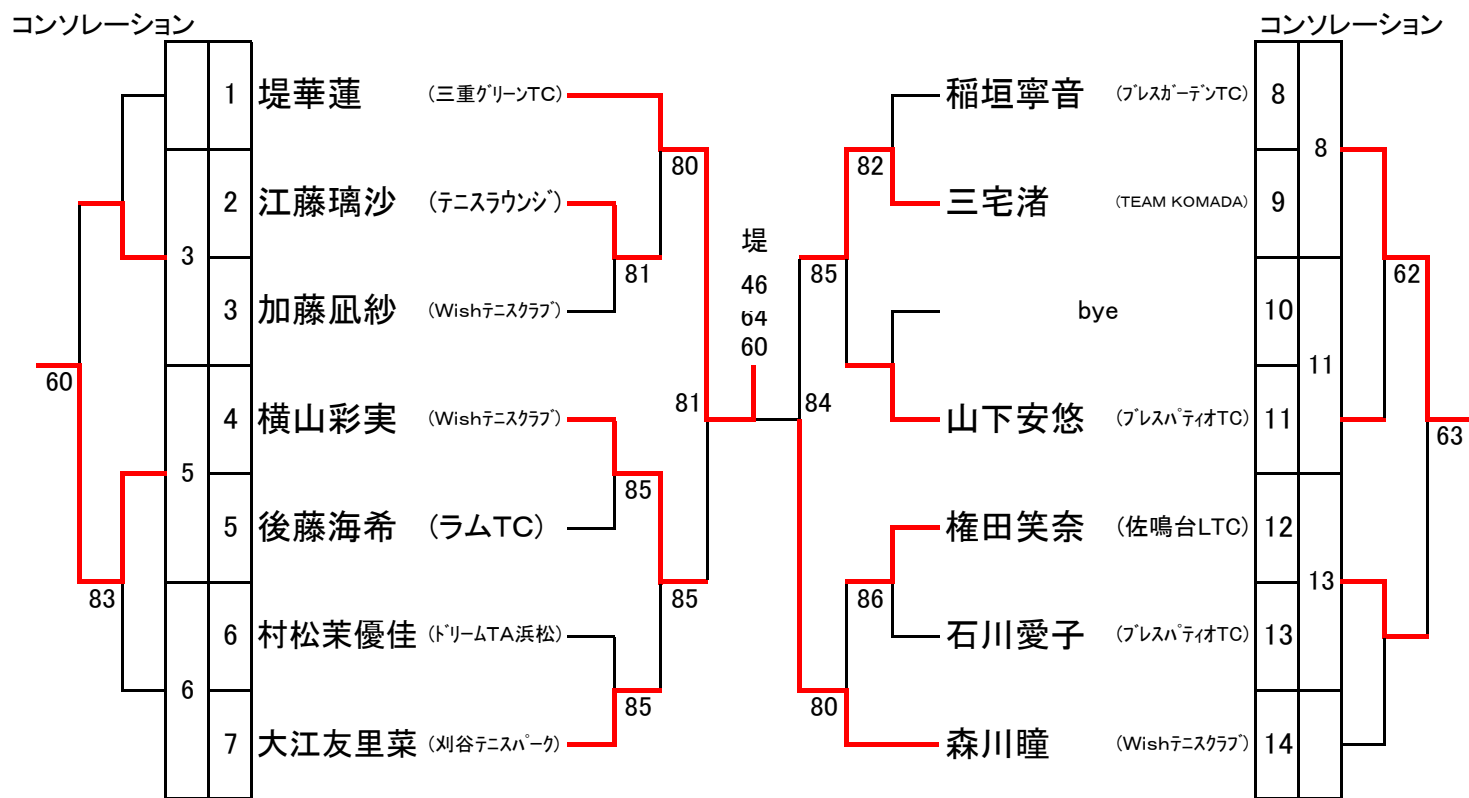 コンソレーション コンソレーション
1 堤華蓮 (三重グリーンTC) 稲垣寧音 (ブレスガーデンTC) 8
80 82 8
2 江藤璃沙 (テニスラウンジ) 三宅渚 (TEAM KOMADA) 9
堤
3 81 85 62
46
3 加藤凪紗 (Wishテニスクラブ) 64 bye 10
60
60 11
4 横山彩実 (Wishテニスクラブ) 81 84 山下安悠 (ブレスパティオTC) 11 63
5 85
5 後藤海希 (ラムTC) 権田笑奈 (佐鳴台LTC) 12
83 85 86 13
6 村松茉優佳 (ドリームTA浜松) 石川愛子 (ブレスパティオTC) 13
6 85 80
7 大江友里菜 (刈谷テニスパーク) 森川瞳 (Wishテニスクラブ) 14